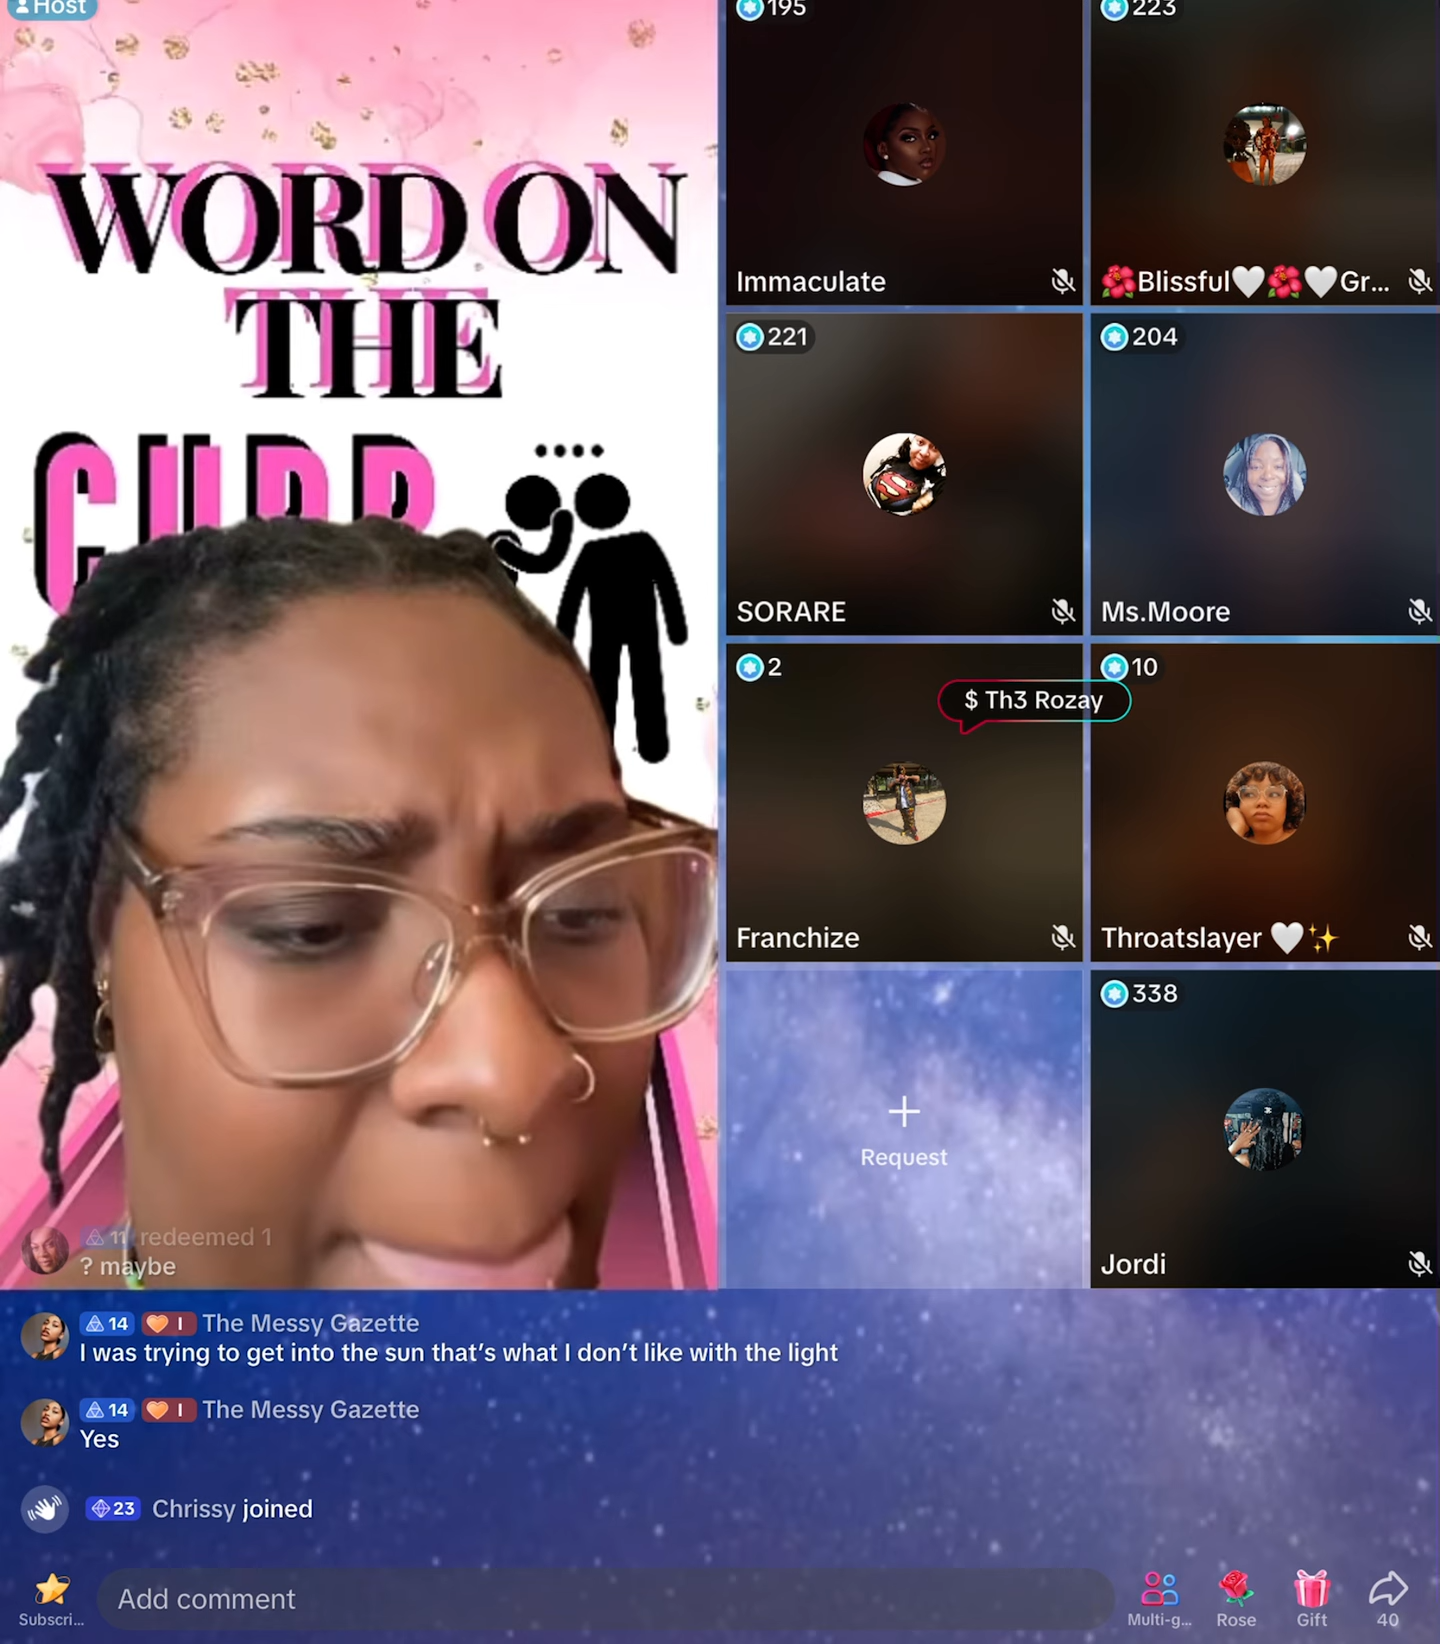 Host
WORD ON
THE
CURB
195
Immaculate
223
🌺Blissful🤍🌺🤍Gr...
221
SORARE
204
Ms.Moore
2
$ Th3 Rozay
10
Franchize
Throatslayer 🤍✨
+
Request
338
Jordi
11 redeemed 1
? maybe
14 I The Messy Gazette
I was trying to get into the sun that’s what I don’t like with the light
14 I The Messy Gazette
Yes
23 Chrissy joined
Add comment
Subscri...
Multi-g...
Rose
Gift
40